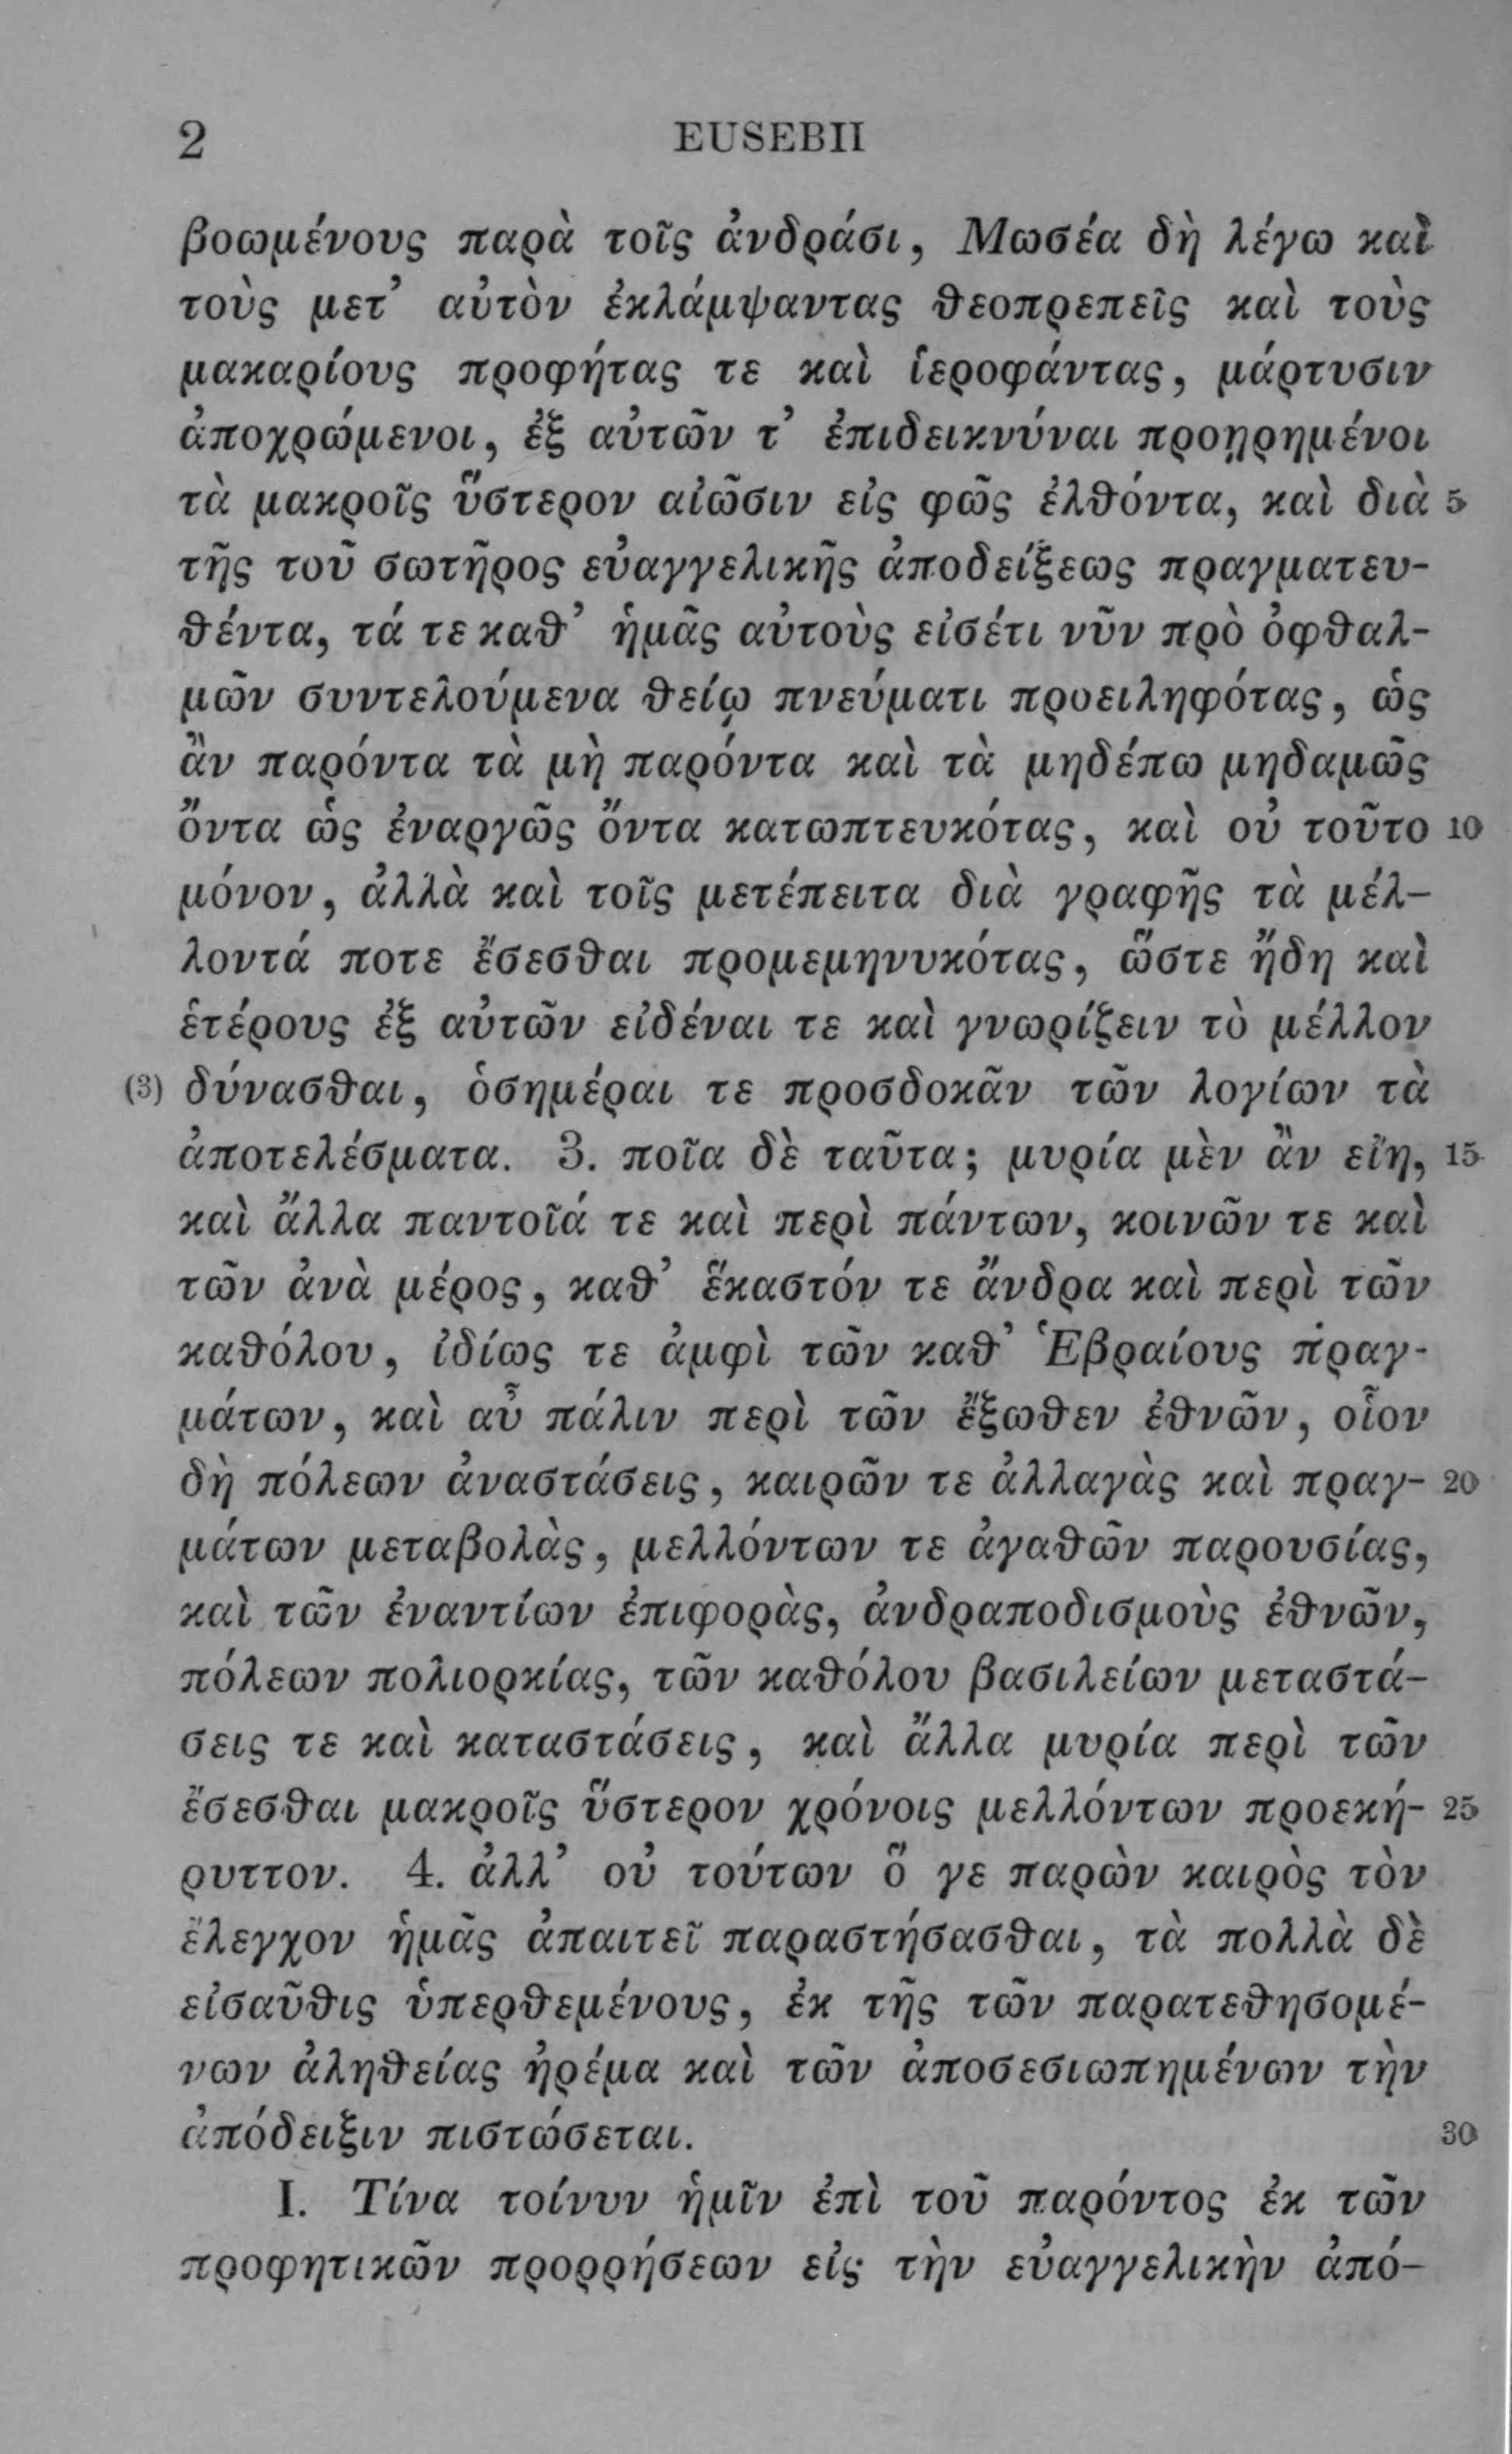 2 EUSEBII
βοωμένους παρὰ τοῖς ἀνδράσι, Μωσέα δὴ λέγω καὶ
τοὺς μετ’ αὐτὸν ἐκλάμψαντας θεοπρεπεῖς καὶ τοὺς
μακαρίους προφήτας τε καὶ ἱεροφάντας, μάρτυσιν
ἀποχρώμενοι, ἐξ αὐτῶν τ’ ἐπιδεικνύναι προῃρημένοι
τὰ μακροῖς ὕστερον αἰῶσιν εἰς φῶς ἐλθόντα, καὶ διὰ 5
τῆς τοῦ σωτῆρος εὐαγγελικῆς ἀποδείξεως πραγματευ-
θέντα, τά τε καθ’ ἡμᾶς αὐτοὺς εἰσέτι νῦν πρὸ ὀφθαλ-
μῶν συντελούμενα θείῳ πνεύματι προειληφότας, ὡς
ἂν παρόντα τὰ μὴ παρόντα καὶ τὰ μηδέπω μηδαμῶς
ὄντα ὡς ἐναργῶς ὄντα κατωπτευκότας, καὶ οὐ τοῦτο 10
μόνον, ἀλλὰ καὶ τοῖς μετέπειτα διὰ γραφῆς τὰ μέλ-
λοντά ποτε ἔσεσθαι προμεμηνυκότας, ὥστε ἤδη καὶ
ἑτέρους ἐξ αὐτῶν εἰδέναι τε καὶ γνωρίζειν τὸ μέλλον
(3) δύνασθαι, ὁσημέραι τε προσδοκᾶν τῶν λογίων τὰ
ἀποτελέσματα. 3. ποῖα δὲ ταῦτα; μυρία μὲν ἂν εἴη, 15
καὶ ἄλλα παντοῖά τε καὶ περὶ πάντων, κοινῶν τε καὶ
τῶν ἀνὰ μέρος, καθ’ ἕκαστόν τε ἄνδρα καὶ περὶ τῶν
καθόλου, ἰδίως τε ἀμφὶ τῶν καθ’ Ἑβραίους πραγ-
μάτων, καὶ αὖ πάλιν περὶ τῶν ἔξωθεν ἐθνῶν, οἷον
δὴ πόλεων ἀναστάσεις, καιρῶν τε ἀλλαγὰς καὶ πραγ- 20
μάτων μεταβολὰς, μελλόντων τε ἀγαθῶν παρουσίας,
καὶ τῶν ἐναντίων ἐπιφορὰς, ἀνδραποδισμοὺς ἐθνῶν,
πόλεων πολιορκίας, τῶν καθόλου βασιλείων μεταστά-
σεις τε καὶ καταστάσεις, καὶ ἄλλα μυρία περὶ τῶν
ἔσεσθαι μακροῖς ὕστερον χρόνοις μελλόντων προεκή- 25
ρυττον. 4. ἀλλ’ οὐ τούτων ὅ γε παρὼν καιρὸς τὸν
ἔλεγχον ἡμᾶς ἀπαιτεῖ παραστήσασθαι, τὰ πολλὰ δὲ
εἰσαῦθις ὑπερθεμένους, ἐκ τῆς τῶν παρατεθησομέ-
νων ἀληθείας ἠρέμα καὶ τῶν ἀποσεσιωπημένων τὴν
ἀπόδειξιν πιστώσεται. 30
I. Τίνα τοίνυν ἡμῖν ἐπὶ τοῦ παρόντος ἐκ τῶν
προφητικῶν προρρήσεων εἰς τὴν εὐαγγελικὴν ἀπό-